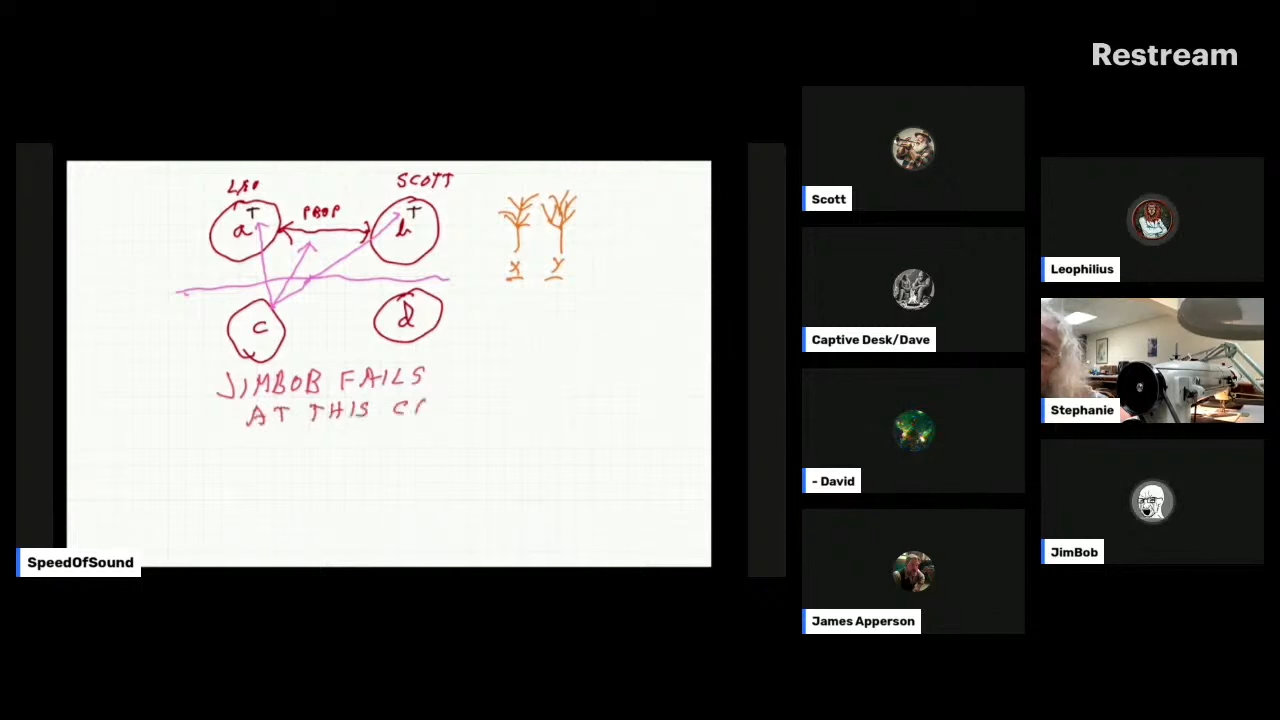 Restream
LEO
SCOTT
a
T
PROP
b
T
X
Y
c
d
JIMBOB FAILS
AT THIS
SpeedOfSound
Scott
Captive Desk/Dave
- David
James Apperson
Leophilius
Stephanie
JimBob